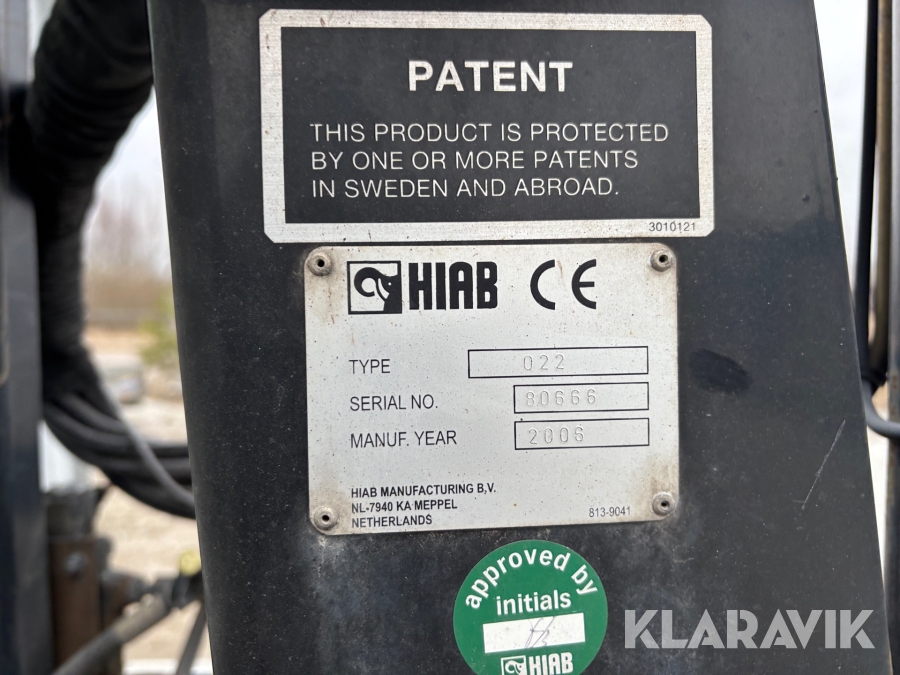 PATENT
THIS PRODUCT IS PROTECTED
BY ONE OR MORE PATENTS
IN SWEDEN AND ABROAD.
3010121
HIAB CE
TYPE 022
SERIAL NO. 80666
MANUF. YEAR 2006
HIAB MANUFACTURING B.V.
NL-7940 KA MEPPEL
NETHERLANDS
813-9041
approved by
initials
HIAB
KLARAVIK